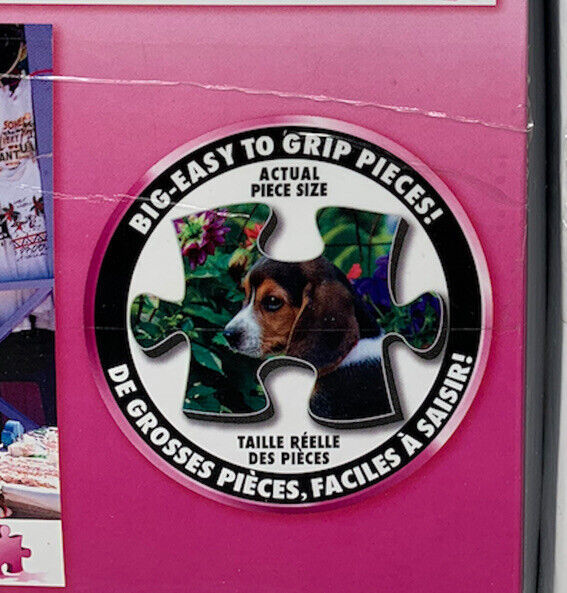 BIG-EASY TO GRIP PIECES!
ACTUAL
PIECE SIZE
TAILLE RÉELLE
DES PIÈCES
DE GROSSES PIÈCES, FACILES À SAISIR!